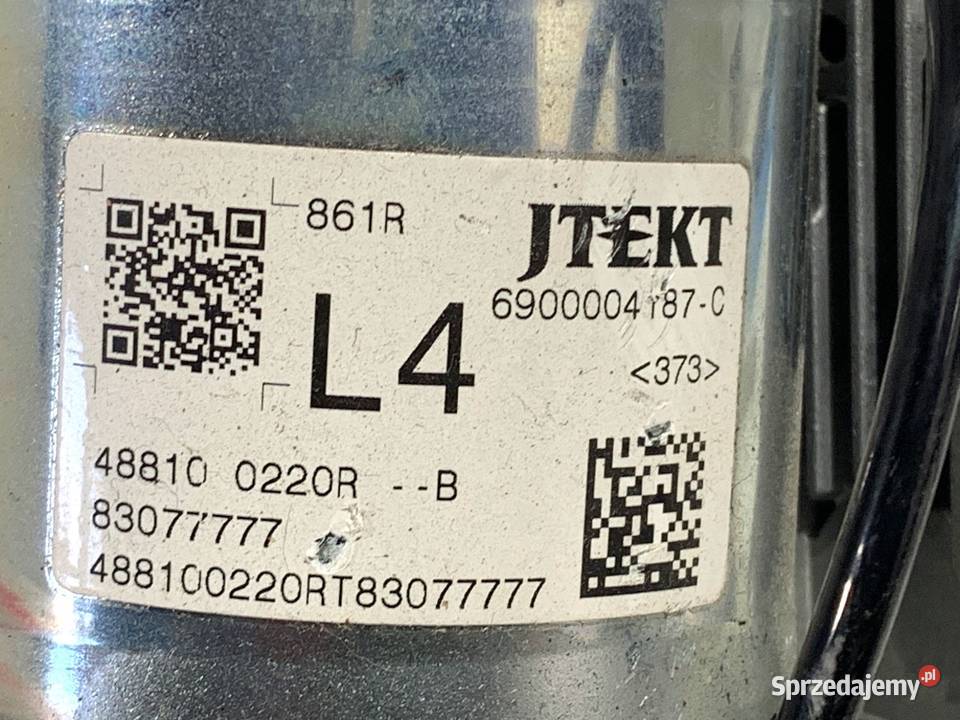 861R
JTEKT
6900004187-C
L4
<373>
48810 0220R --B
83077777
488100220RT83077777
Sprzedajemy.pl